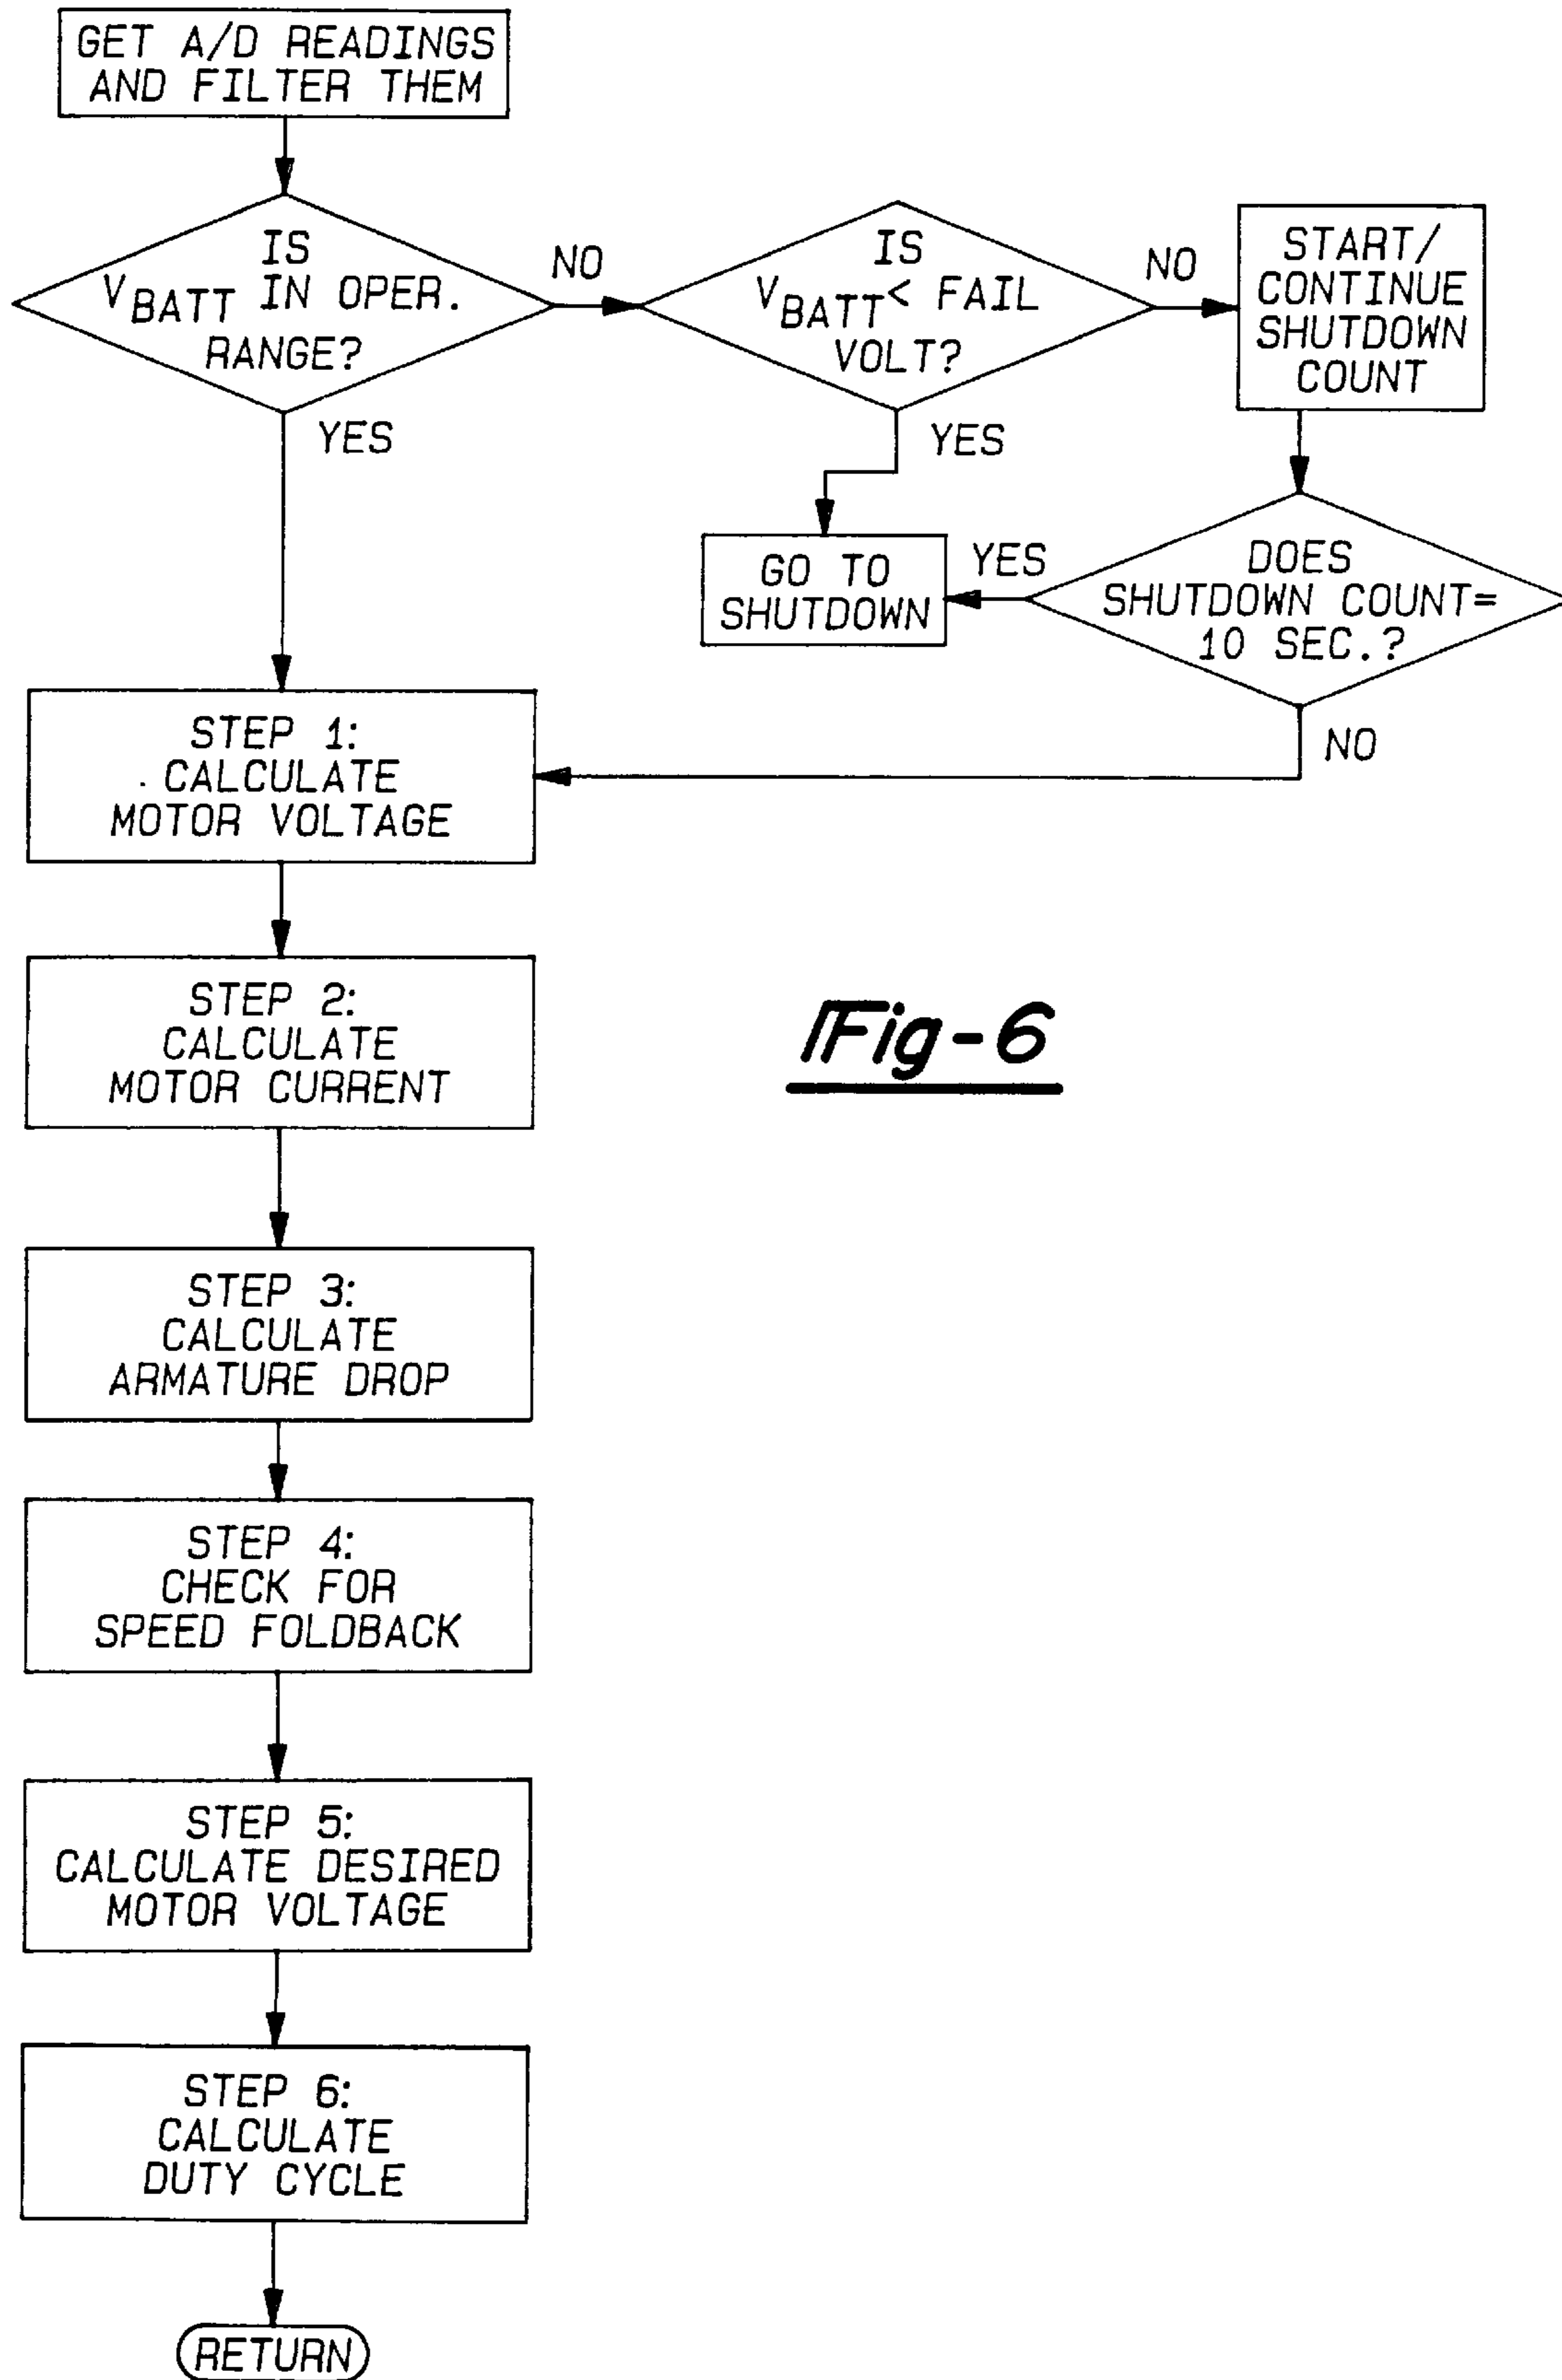 GET A/D READINGS
AND FILTER THEM
IS
VBATT IN OPER.
RANGE?
NO
YES
IS
VBATT< FAIL
VOLT?
NO
YES
START/
CONTINUE
SHUTDOWN
COUNT
GO TO
SHUTDOWN
YES
DOES
SHUTDOWN COUNT=
10 SEC.?
NO
STEP 1:
CALCULATE
MOTOR VOLTAGE
STEP 2:
CALCULATE
MOTOR CURRENT
Fig-6
STEP 3:
CALCULATE
ARMATURE DROP
STEP 4:
CHECK FOR
SPEED FOLDBACK
STEP 5:
CALCULATE DESIRED
MOTOR VOLTAGE
STEP 6:
CALCULATE
DUTY CYCLE
RETURN